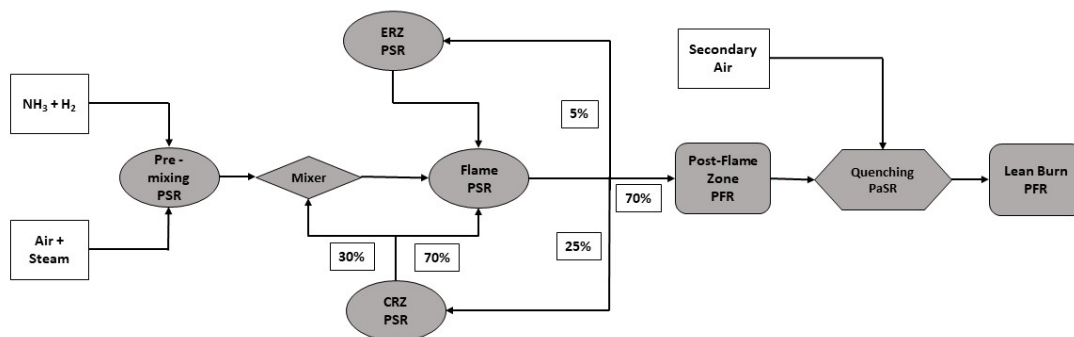 ERZ
PSR
Secondary
Air
NH₃ + H₂
5%
Pre -
mixing
PSR
Mixer
Flame
PSR
Post-Flame
Zone
PFR
Quenching
PaSR
Lean Burn
PFR
70%
Air +
Steam
30%
70%
25%
CRZ
PSR